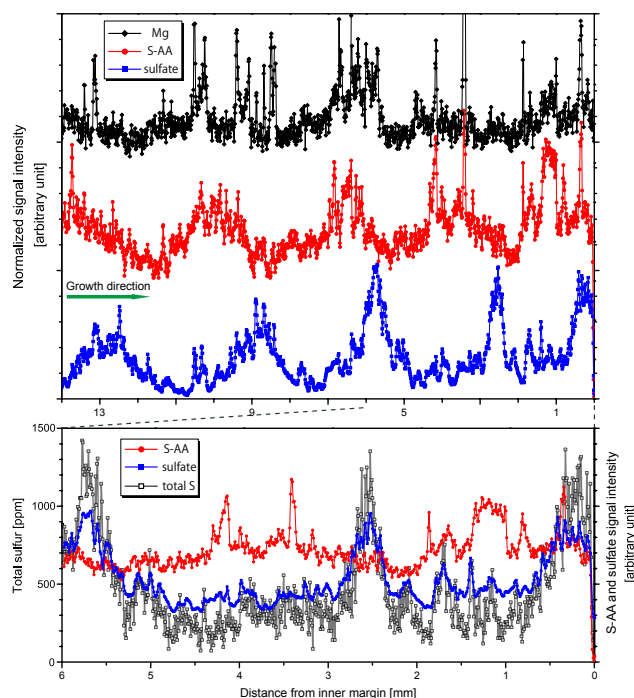 Mg
S-AA
sulfate
Normalized signal intensity
[arbitrary unit]
Growth direction
13 9 5 1
1500
1000
500
0
S-AA
sulfate
total S
Total sulfur [ppm]
S-AA and sulfate signal intensity
[arbitrary unit]
6 5 4 3 2 1 0
Distance from inner margin [mm]